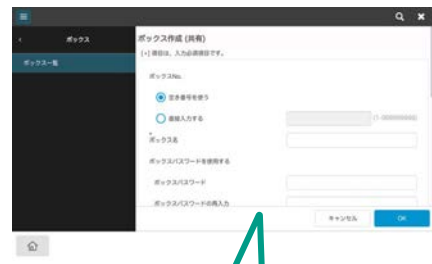 ボックス
ボックス一覧
ボックス作成 (共有)
[*] 項目は、入力必須項目です。
ボックスNo.
空き番号を使う
直接入力する
(1-999999999)
*
ボックス名
ボックスパスワードを使用する
ボックスパスワード
ボックスパスワードの再入力
キャンセル
OK